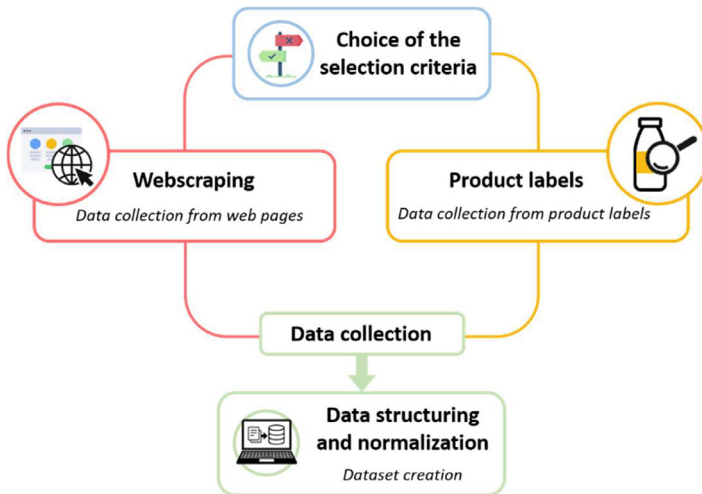 Choice of the
selection criteria
Webscraping
Data collection from web pages
Product labels
Data collection from product labels
Data collection
Data structuring
and normalization
Dataset creation